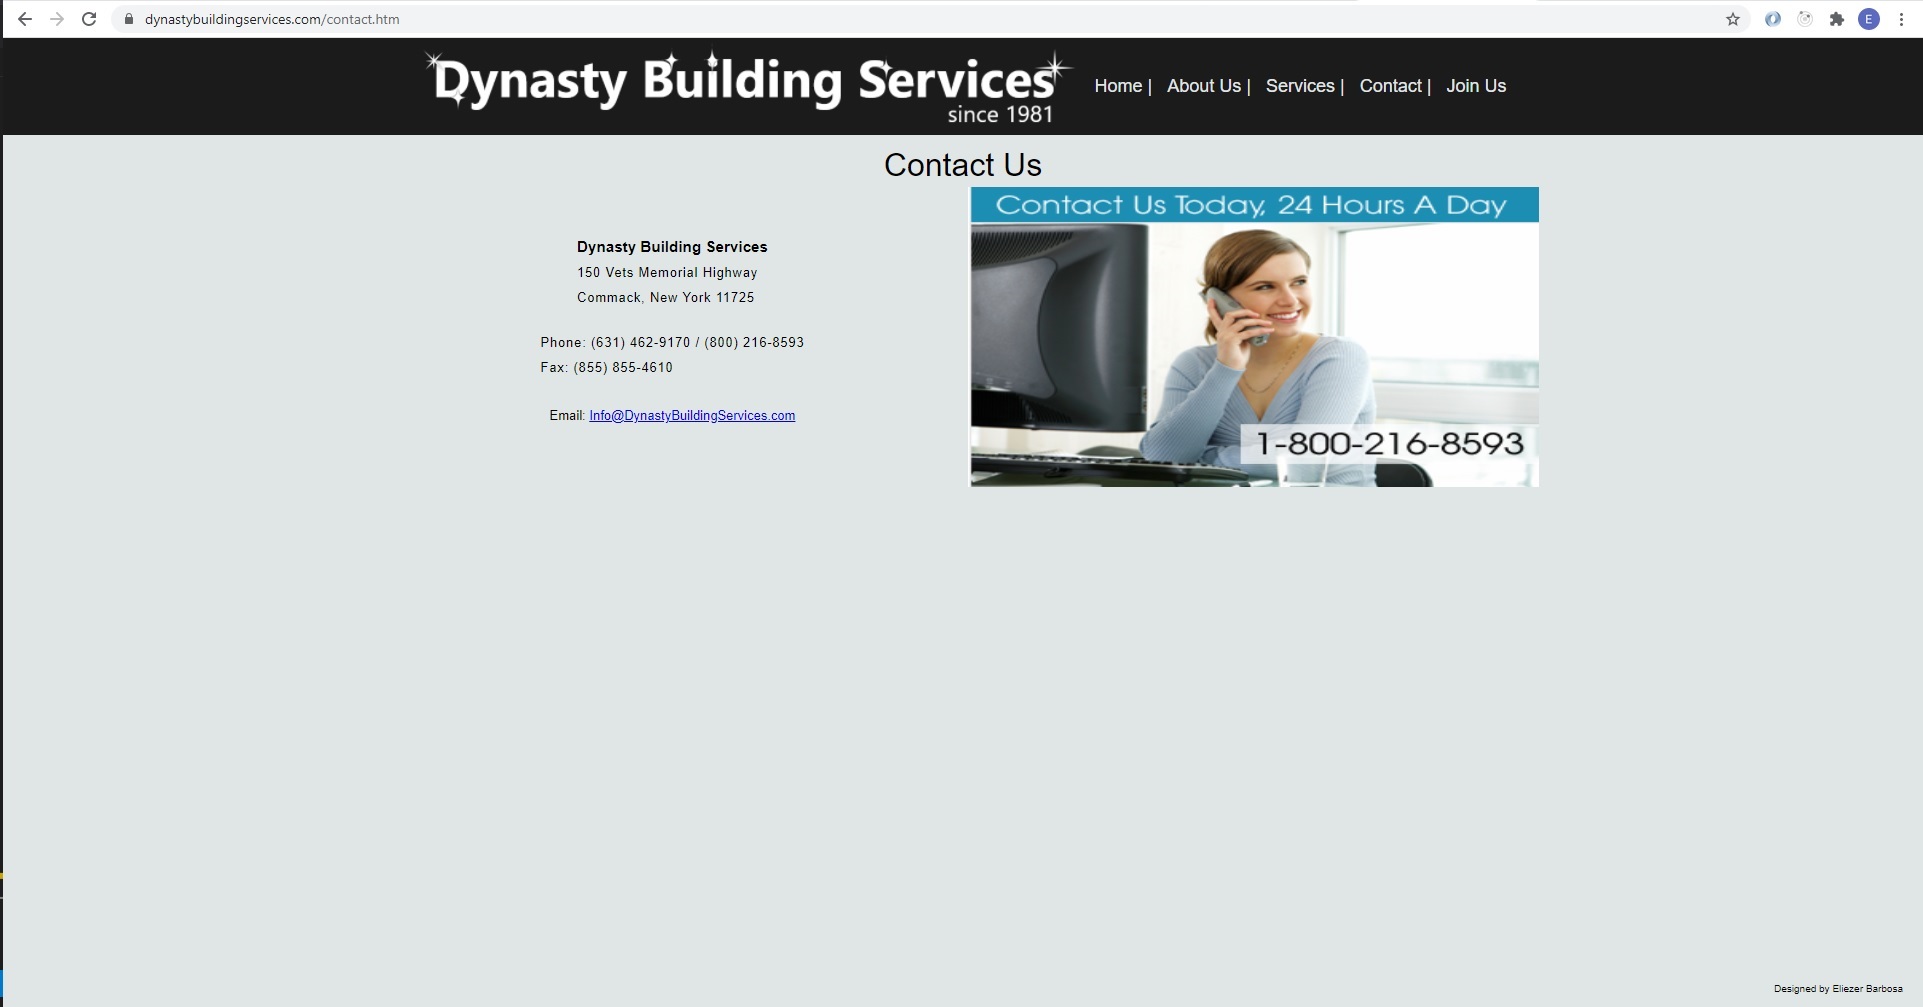 dynastybuildingservices.com/contact.htm
E
Dynasty Building Services
since 1981
Home | About Us | Services | Contact | Join Us
Contact Us
Contact Us Today, 24 Hours A Day
Dynasty Building Services
150 Vets Memorial Highway
Commack, New York 11725
Phone: (631) 462-9170 / (800) 216-8593
Fax: (855) 855-4610
Email: Info@DynastyBuildingServices.com
1-800-216-8593
Designed by Eliezer Barbosa